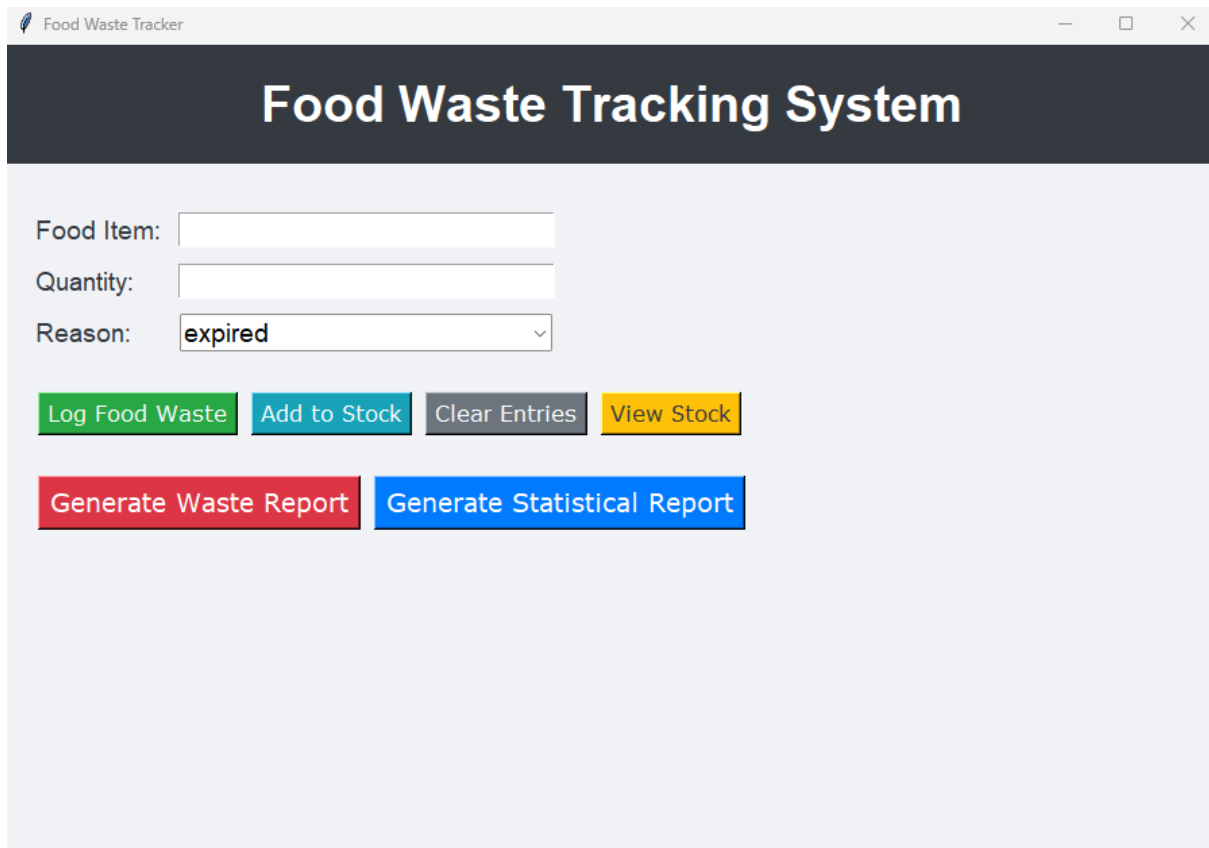 Food Waste Tracker
Food Waste Tracking System
Food Item:
Quantity:
Reason: expired
Log Food Waste Add to Stock Clear Entries View Stock
Generate Waste Report Generate Statistical Report